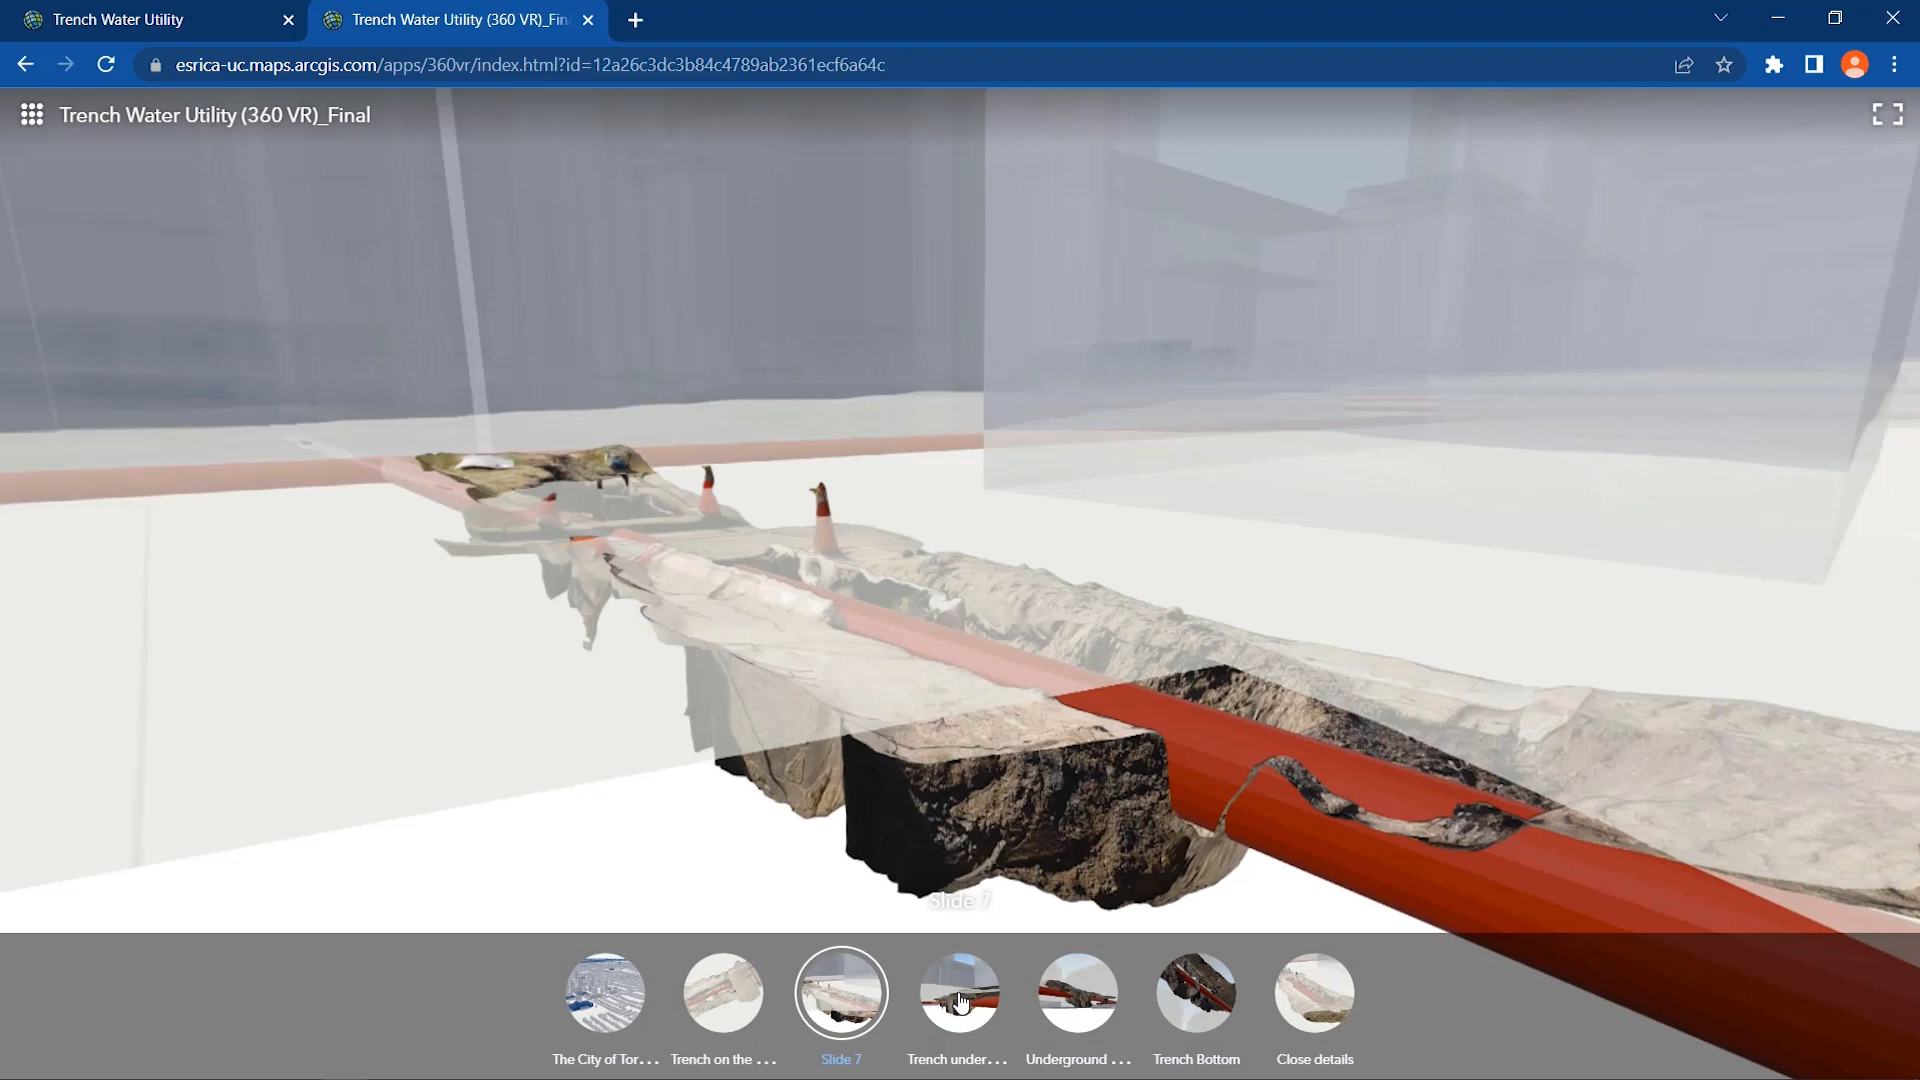 Trench Water Utility
Trench Water Utility (360 VR)_Fin
esrica-uc.maps.arcgis.com/apps/360vr/index.html?id=12a26c3dc3b84c4789ab2361ecf6a64c
Trench Water Utility (360 VR)_Final
Slide 7
The City of Tor...
Trench on the ...
Slide 7
Trench under...
Underground ...
Trench Bottom
Close details